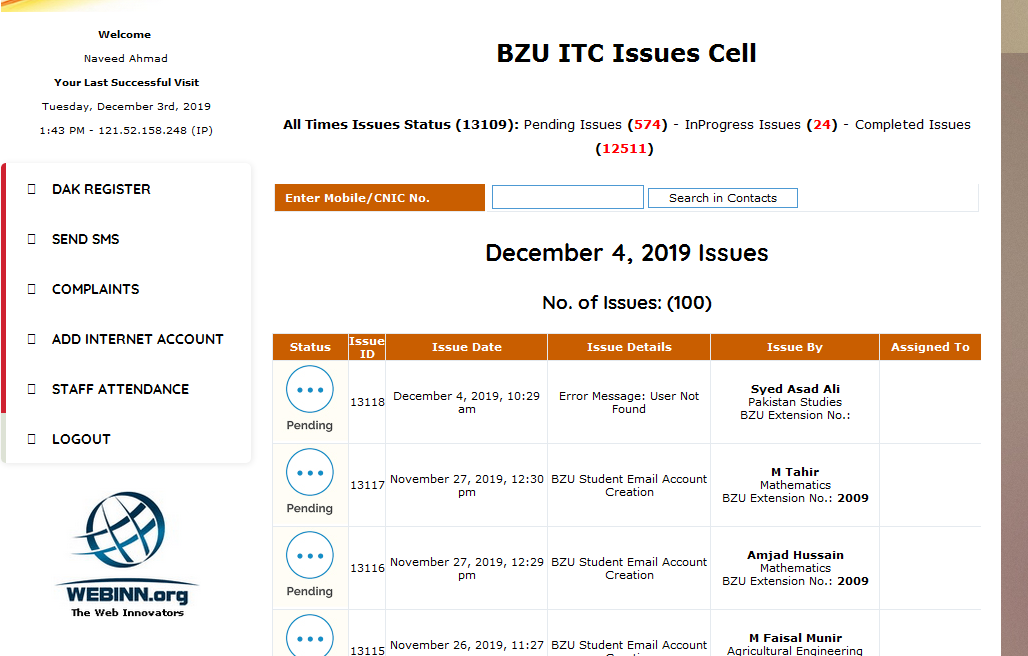 Welcome
Naveed Ahmad
Your Last Successful Visit
Tuesday, December 3rd, 2019
1:43 PM - 121.52.158.248 (IP)
DAK REGISTER
SEND SMS
COMPLAINTS
ADD INTERNET ACCOUNT
STAFF ATTENDANCE
LOGOUT
WEBINN.org
The Web Innovators
BZU ITC Issues Cell
All Times Issues Status (13109): Pending Issues (574) - InProgress Issues (24) - Completed Issues
(12511)
Enter Mobile/CNIC No.
Search in Contacts
December 4, 2019 Issues
No. of Issues: (100)
Status
Issue
ID
Issue Date
Issue Details
Issue By
Assigned To
Pending
13118
December 4, 2019, 10:29
am
Error Message: User Not
Found
Syed Asad Ali
Pakistan Studies
BZU Extension No.:
Pending
13117
November 27, 2019, 12:30
pm
BZU Student Email Account
Creation
M Tahir
Mathematics
BZU Extension No.: 2009
Pending
13116
November 27, 2019, 12:29
pm
BZU Student Email Account
Creation
Amjad Hussain
Mathematics
BZU Extension No.: 2009
13115
November 26, 2019, 11:27
BZU Student Email Account
M Faisal Munir
Agricultural Engineering